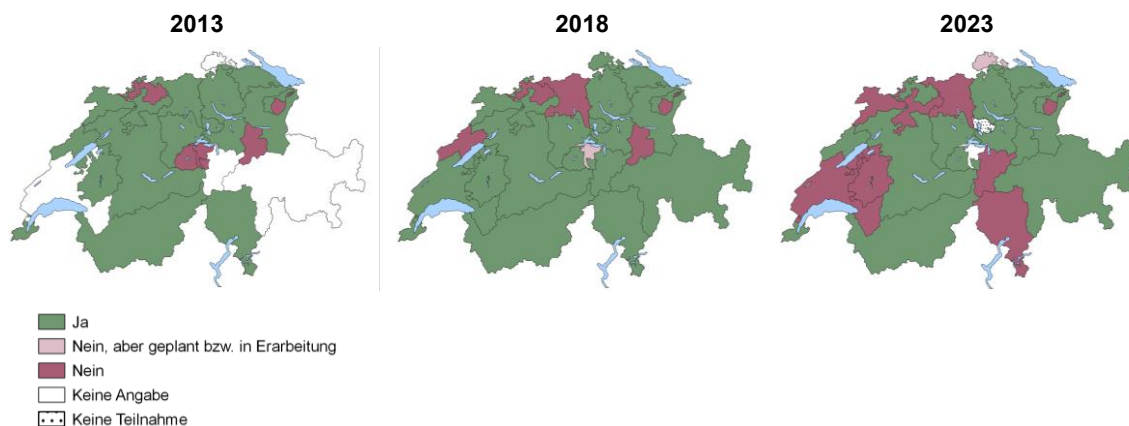 2013 2018 2023
Ja
Nein, aber geplant bzw. in Erarbeitung
Nein
Keine Angabe
Keine Teilnahme